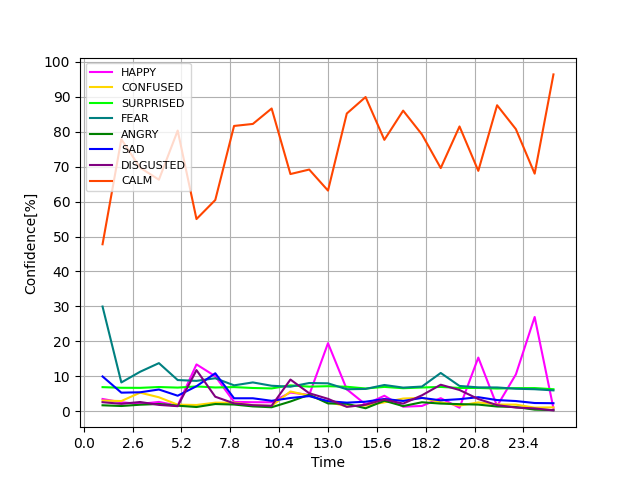 100
90
80
70
60
50
40
30
20
10
0
Confidence[%]
HAPPY
CONFUSED
SURPRISED
FEAR
ANGRY
SAD
DISGUSTED
CALM
0.0 2.6 5.2 7.8 10.4 13.0 15.6 18.2 20.8 23.4
Time